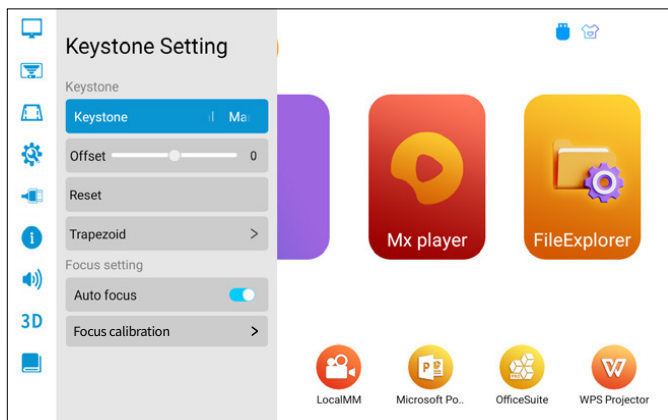 Keystone Setting
Keystone
Keystone l Ma
Offset 0
Reset
Trapezoid >
Focus setting
Auto focus
Focus calibration >
3D
Mx player
FileExplorer
LocalMM
Microsoft Po..
OfficeSuite
WPS Projector